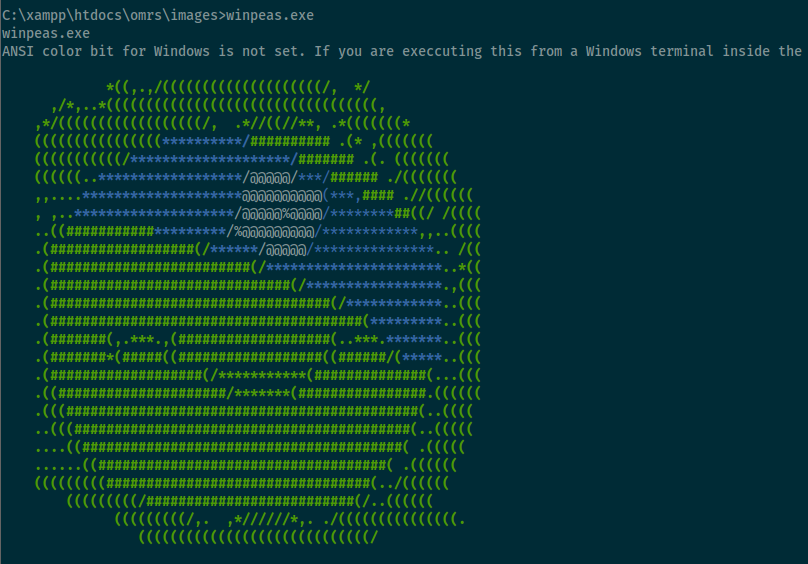 C:\xampp\htdocs\omrs\images>winpeas.exe
winpeas.exe
ANSI color bit for Windows is not set. If you are execcuting this from a Windows terminal inside the